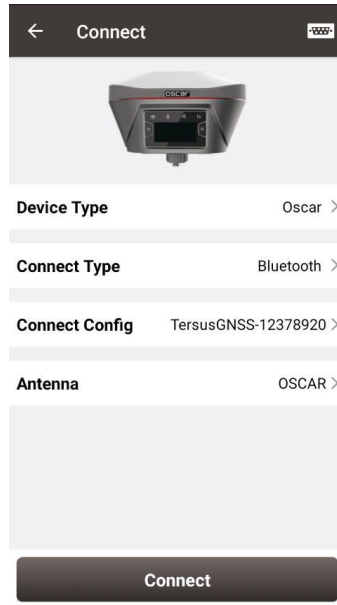 Connect
OSCAR
Device Type Oscar
Connect Type Bluetooth
Connect Config TersusGNSS-12378920
Antenna OSCAR
Connect